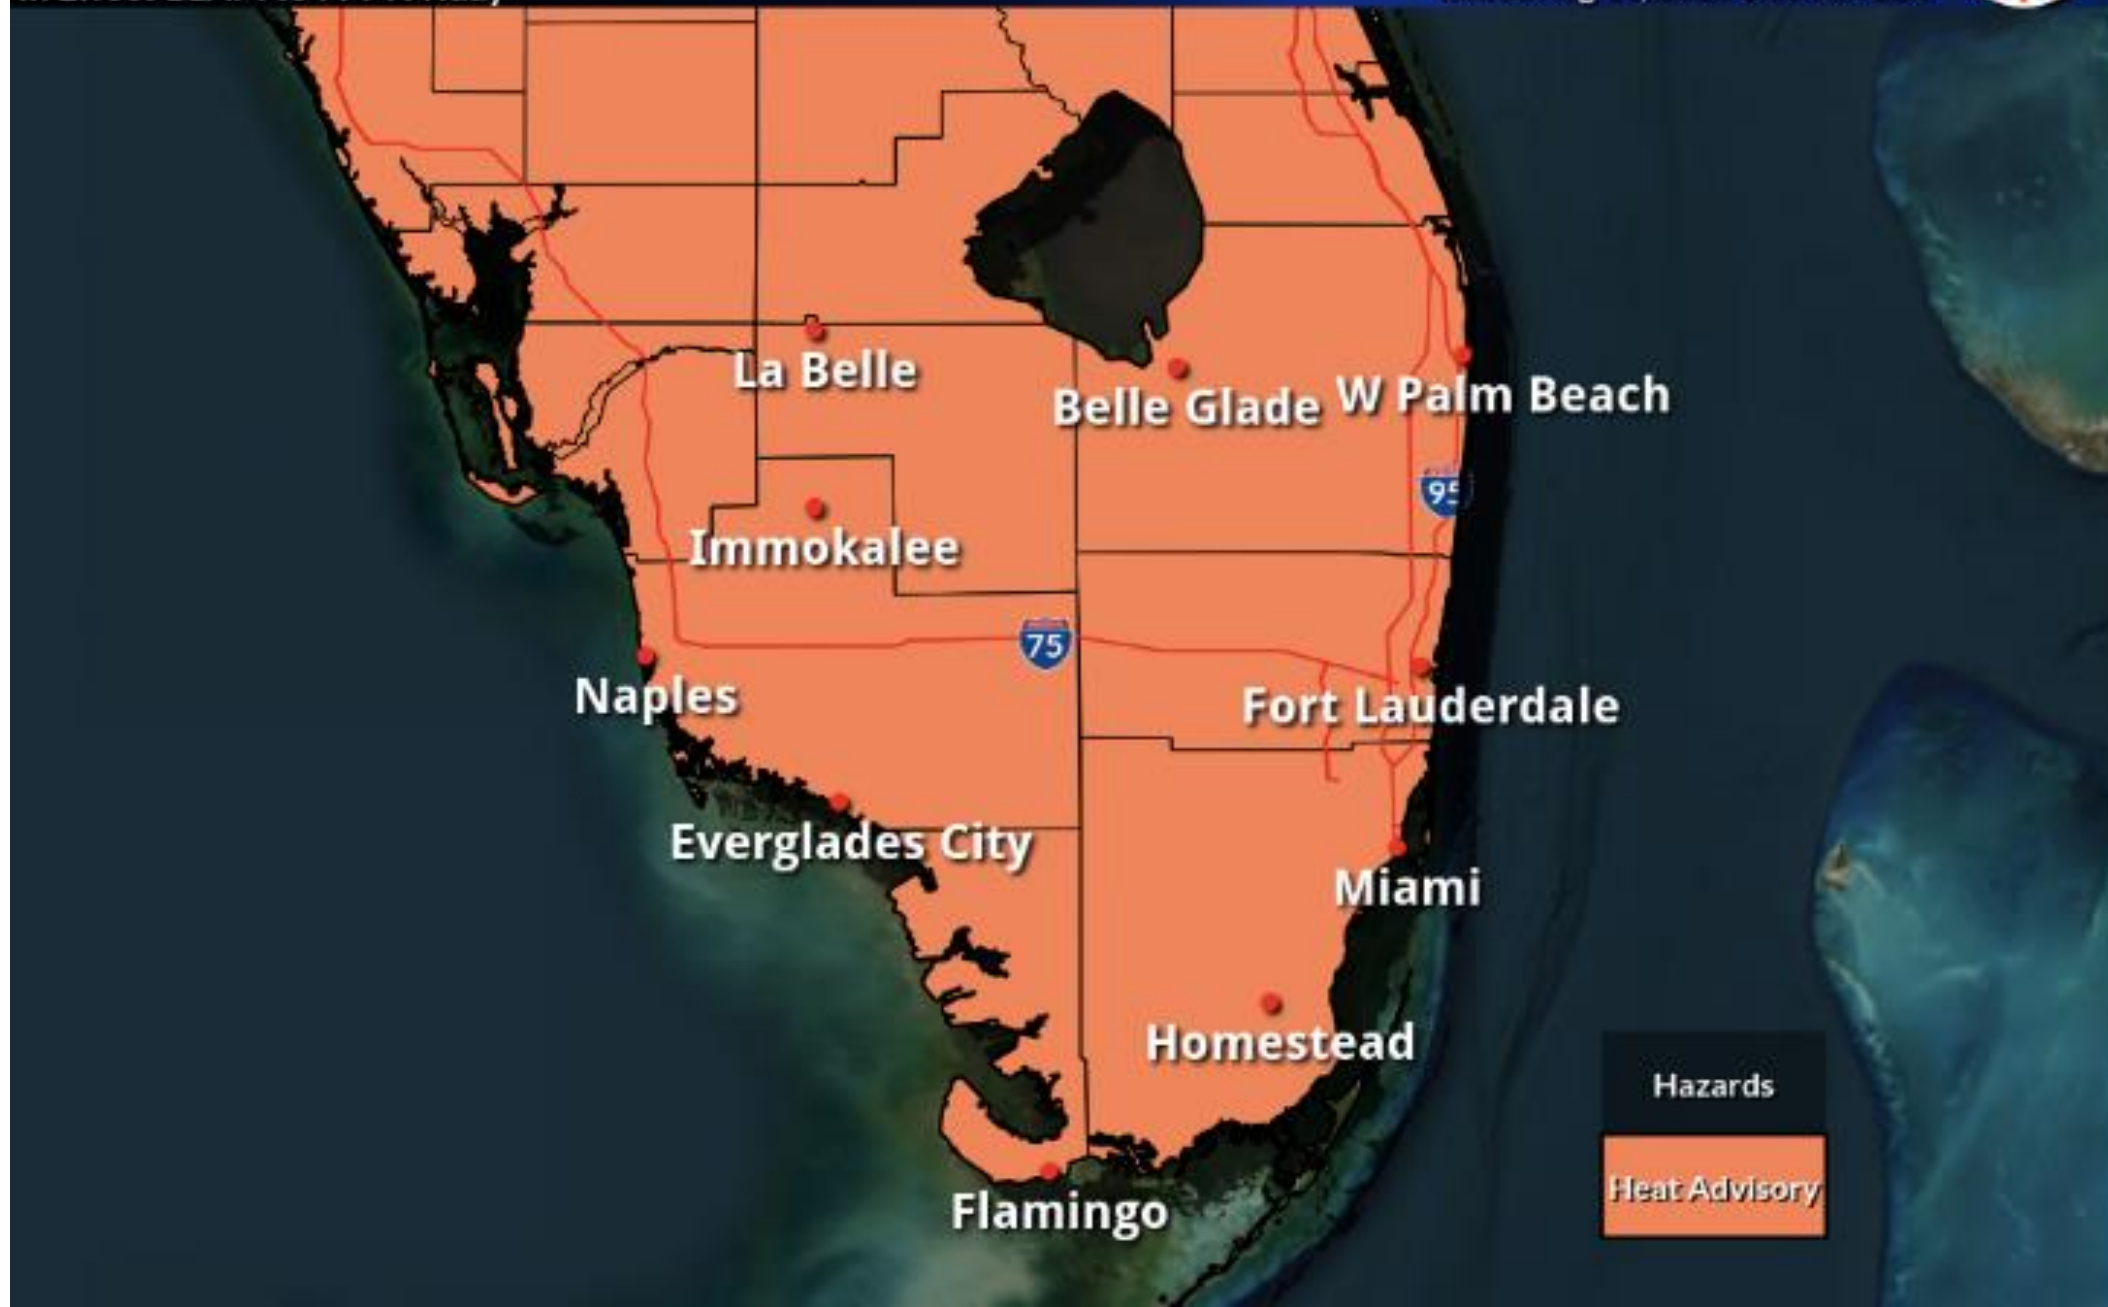 La Belle
Belle Glade
W Palm Beach
95
Immokalee
75
Naples
Fort Lauderdale
Everglades City
Miami
Homestead
Hazards
Heat Advisory
Flamingo